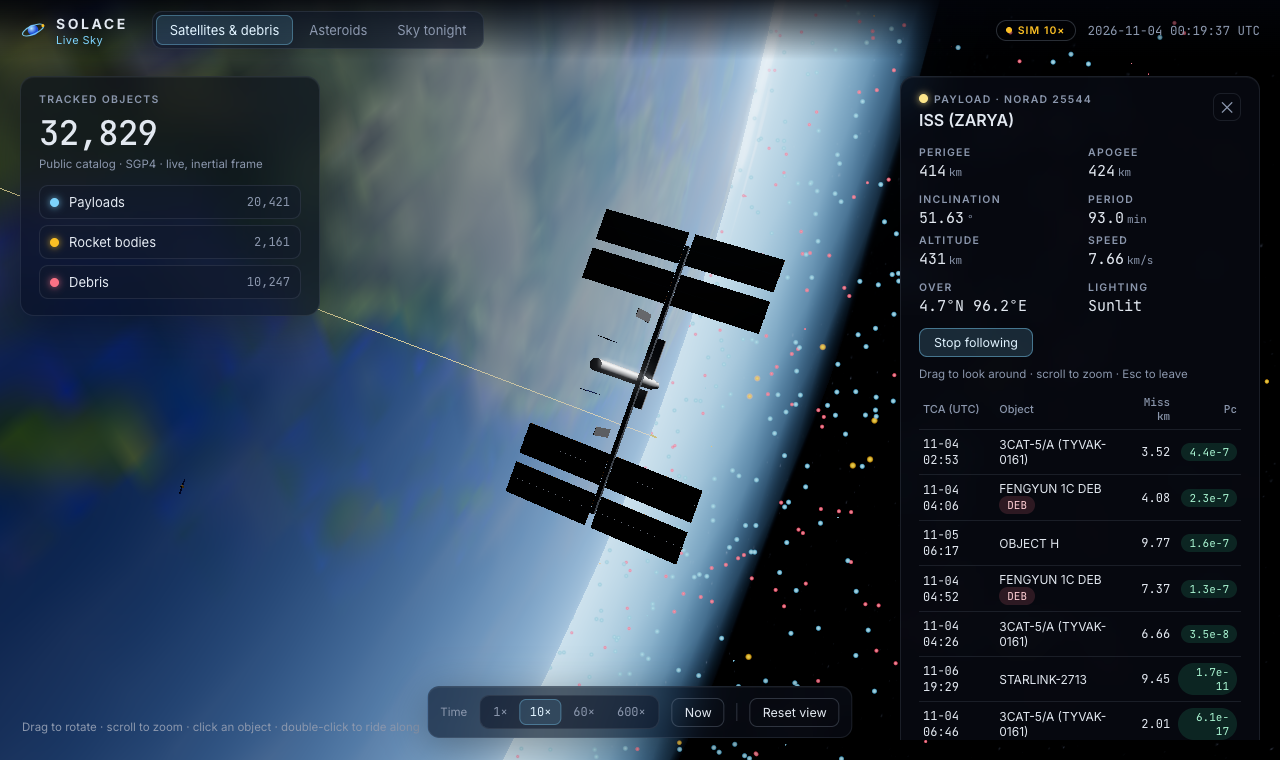 SOLACE
Live Sky
Satellites & debris
Asteroids
Sky tonight
SIM 10×
2026-11-04 00:19:37 UTC
TRACKED OBJECTS
32,829
Public catalog · SGP4 · live, inertial frame
Payloads 20,421
Rocket bodies 2,161
Debris 10,247
PAYLOAD · NORAD 25544
ISS (ZARYA)
PERIGEE APOGEE
414 km 424 km
INCLINATION PERIOD
51.63 ° 93.0 min
ALTITUDE SPEED
431 km 7.66 km/s
OVER LIGHTING
4.7°N 96.2°E Sunlit
Stop following
Drag to look around · scroll to zoom · Esc to leave
TCA (UTC) Object Miss km Pc
11-04 02:53 3CAT-5/A (TYVAK-0161) 3.52 4.4e-7
11-04 04:06 FENGYUN 1C DEB DEB 4.08 2.3e-7
11-05 06:17 OBJECT H 9.77 1.6e-7
11-04 04:52 FENGYUN 1C DEB DEB 7.37 1.3e-7
11-04 04:26 3CAT-5/A (TYVAK-0161) 6.66 3.5e-8
11-06 19:29 STARLINK-2713 9.45 1.7e-11
11-04 06:46 3CAT-5/A (TYVAK-0161) 2.01 6.1e-17
Drag to rotate · scroll to zoom · click an object · double-click to ride along
Time 1× 10× 60× 600× Now Reset view